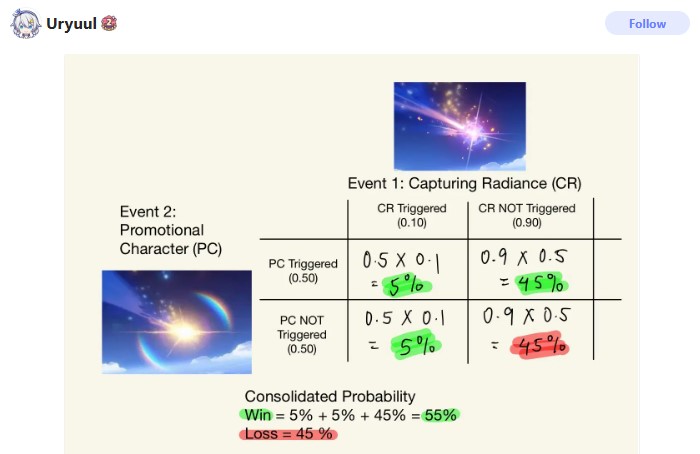 Uryuul
Follow
Event 1: Capturing Radiance (CR)
Event 2:
Promotional
Character (PC)
CR Triggered
(0.10)
CR NOT Triggered
(0.90)
PC Triggered
(0.50)
0.5 X 0.1
= 5%
0.9 X 0.5
= 45%
PC NOT
Triggered
(0.50)
0.5 X 0.1
= 5%
0.9 X 0.5
= 45%
Consolidated Probability
Win = 5% + 5% + 45% = 55%
Loss = 45 %